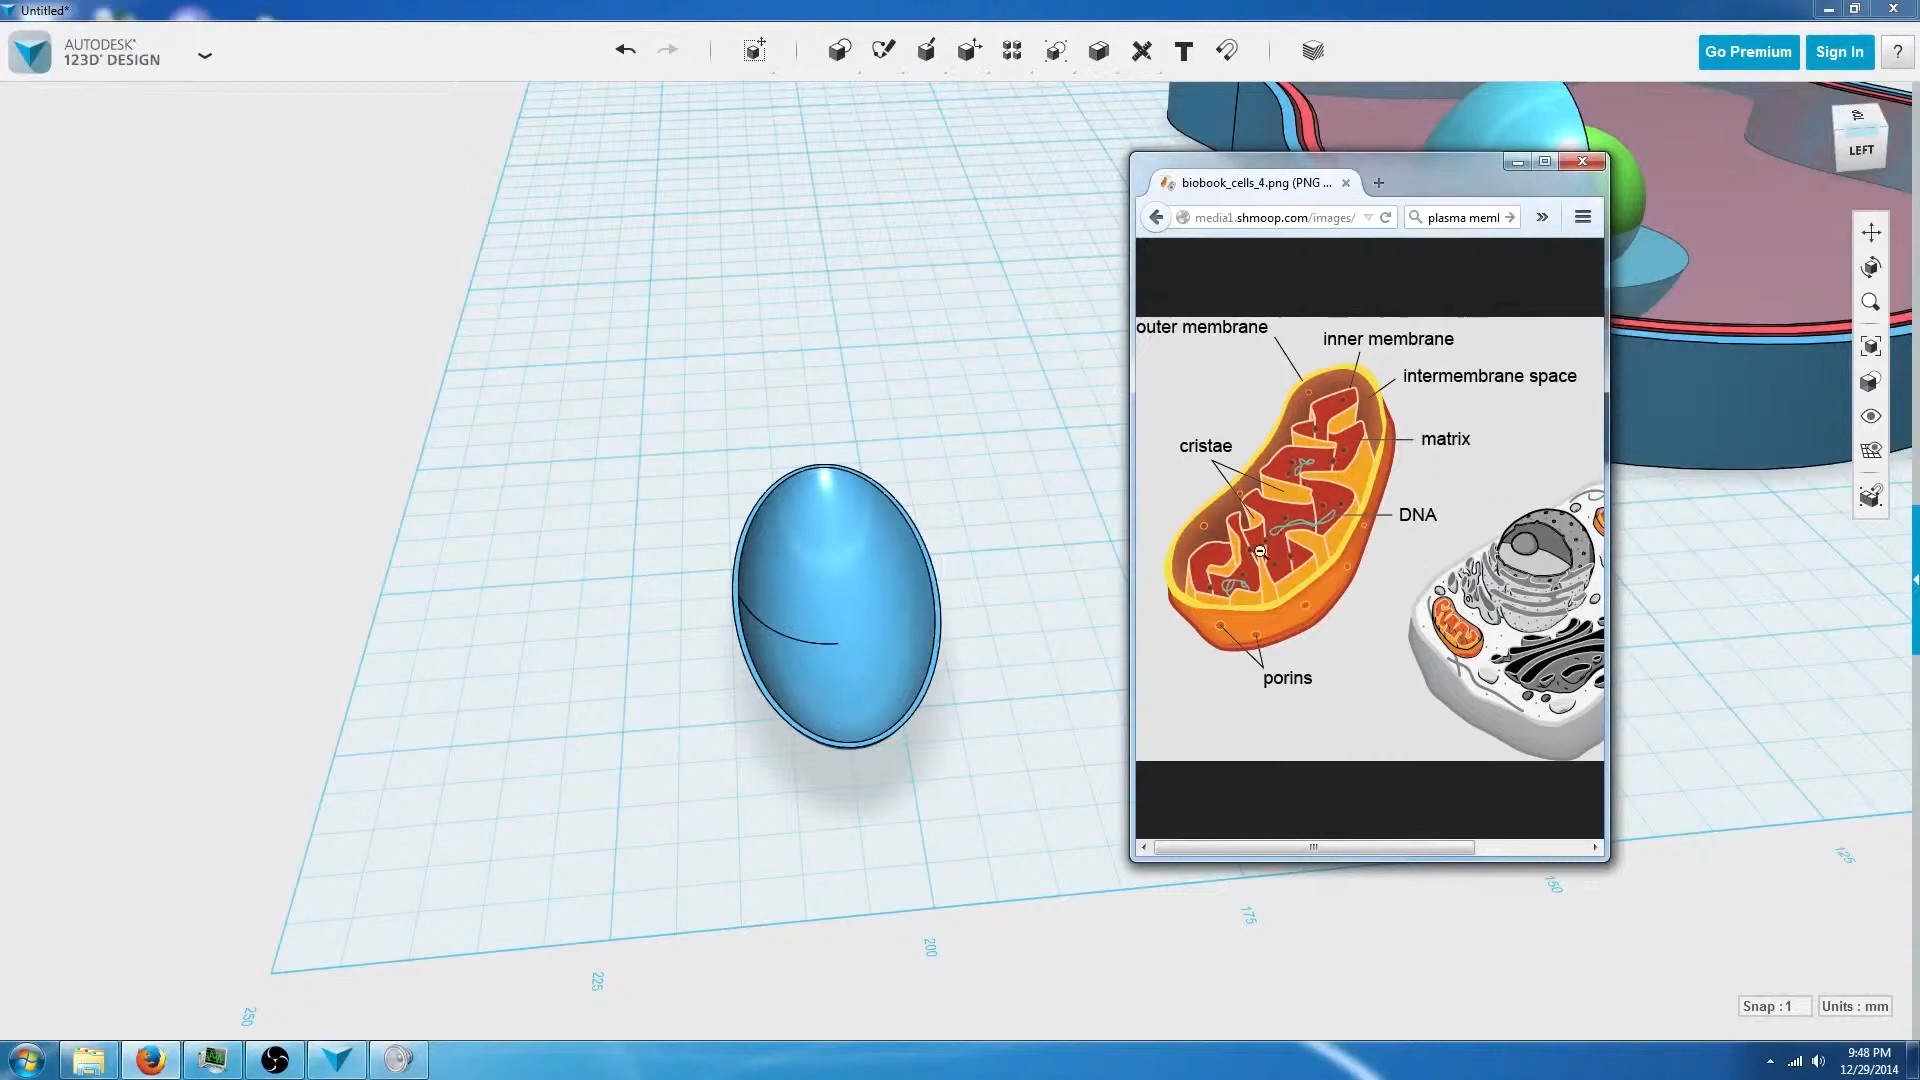 Untitled*
AUTODESK®
123D® DESIGN
Go Premium
Sign In
?
LEFT
biobook_cells_4.png (PNG ...
media1.shmoop.com/images/
plasma meml
outer membrane
inner membrane
intermembrane space
cristae
matrix
DNA
porins
125
150
175
200
225
250
Snap : 1
Units : mm
9:48 PM
12/29/2014